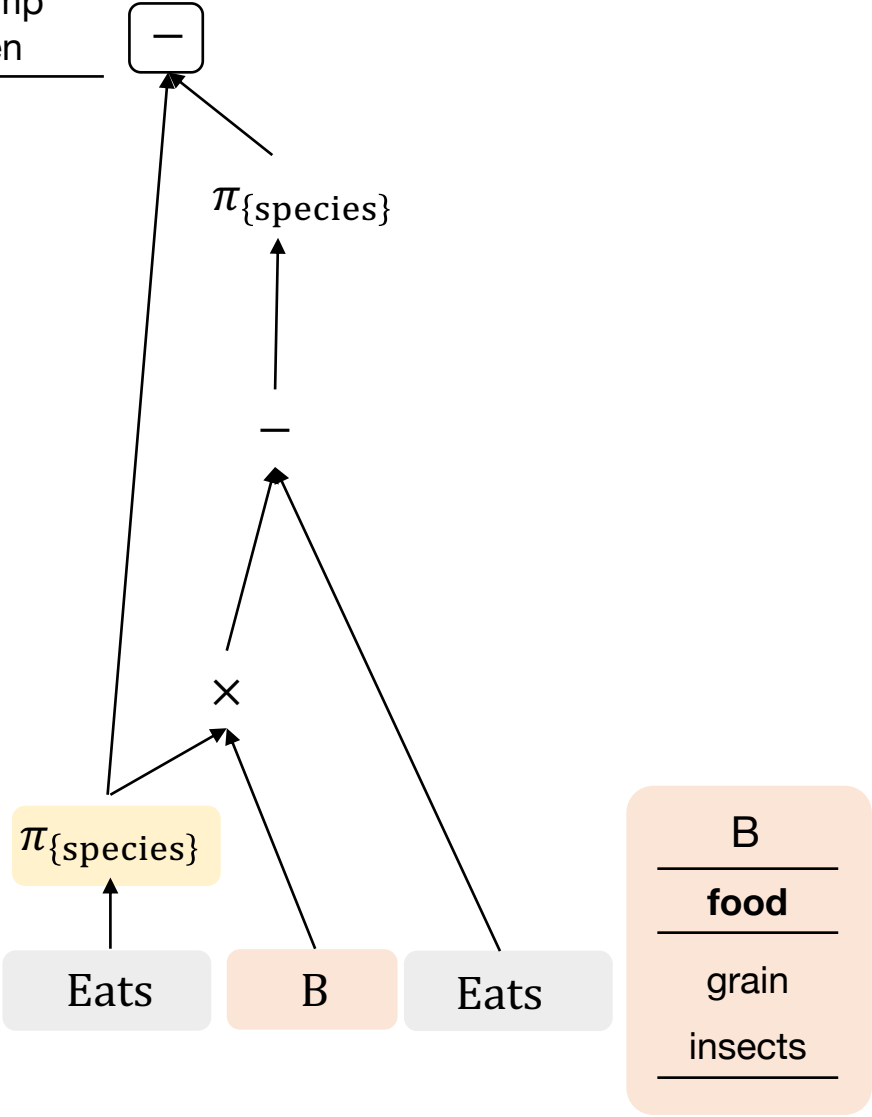 −
π{species}
−
×
π{species}
Eats
B
Eats
B
food
grain
insects